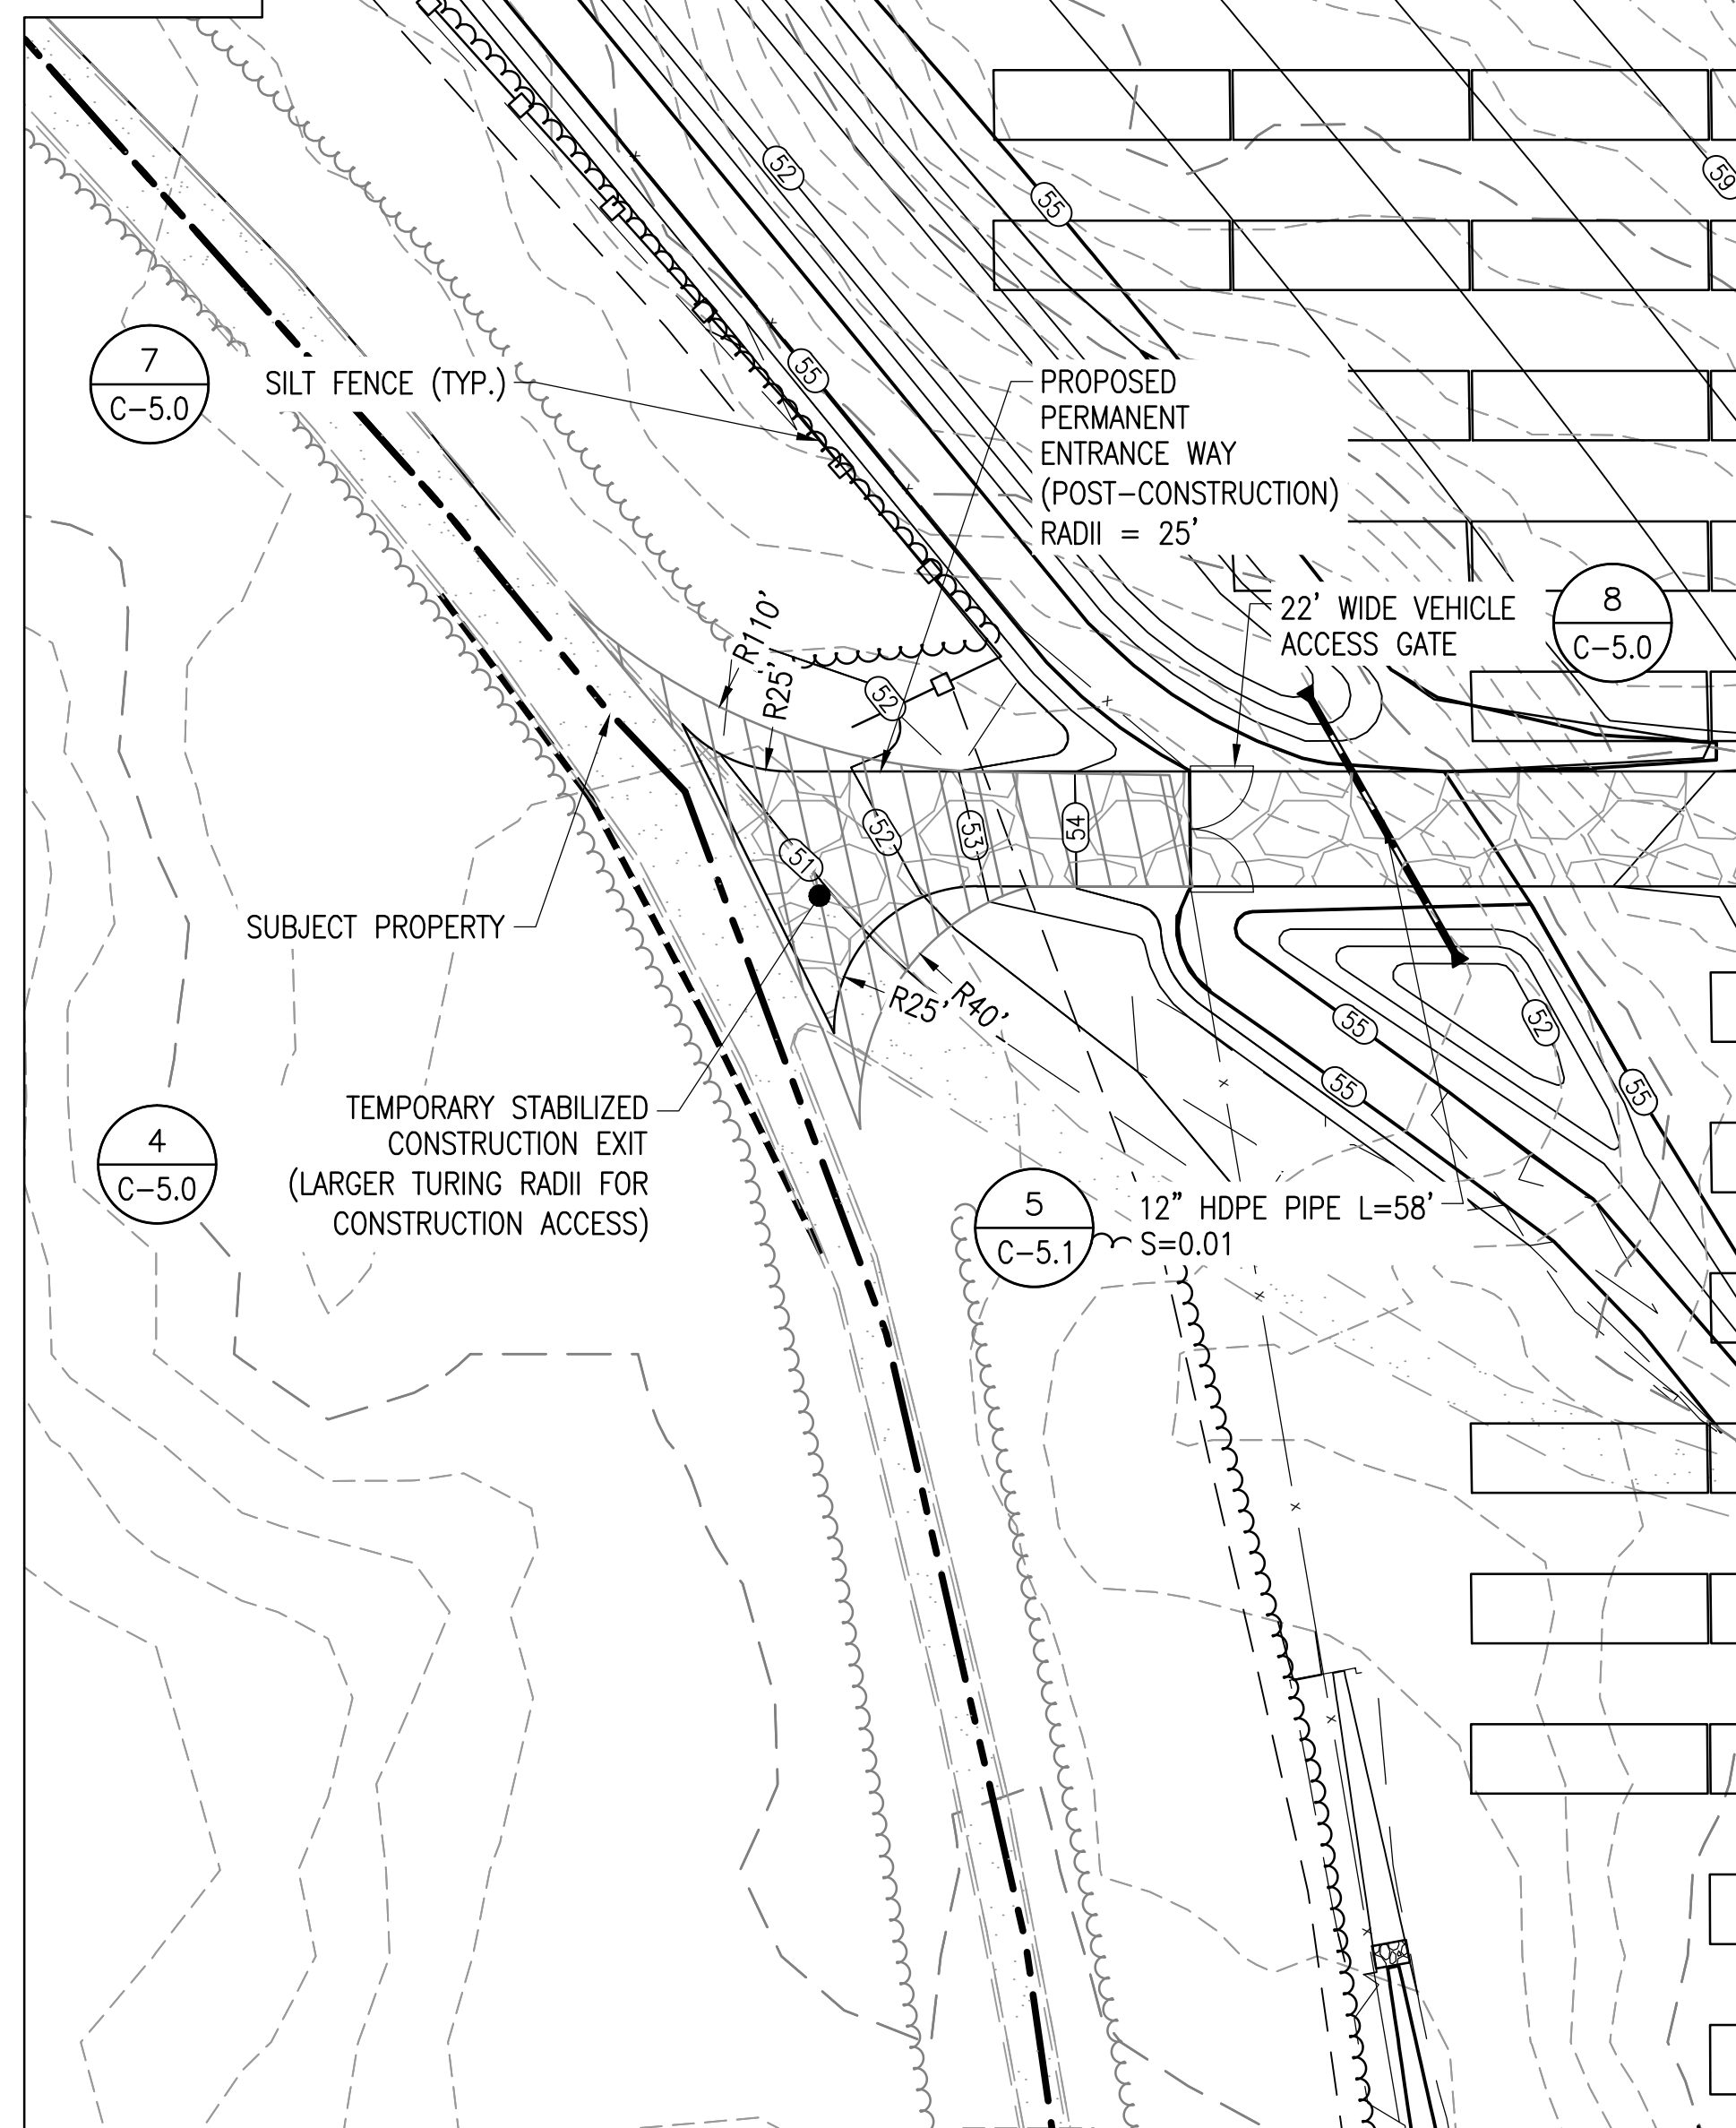 52
55
59
7
C-5.0
SILT FENCE (TYP.)
55
PROPOSED
PERMANENT
ENTRANCE WAY
(POST-CONSTRUCTION)
RADII = 25'
22' WIDE VEHICLE
ACCESS GATE
8
C-5.0
R110'
R25'
52
51
52
53
54
SUBJECT PROPERTY
R25'
R40'
55
52
55
55
TEMPORARY STABILIZED
CONSTRUCTION EXIT
(LARGER TURING RADII FOR
CONSTRUCTION ACCESS)
4
C-5.0
5
C-5.1
12" HDPE PIPE L=58'
S=0.01